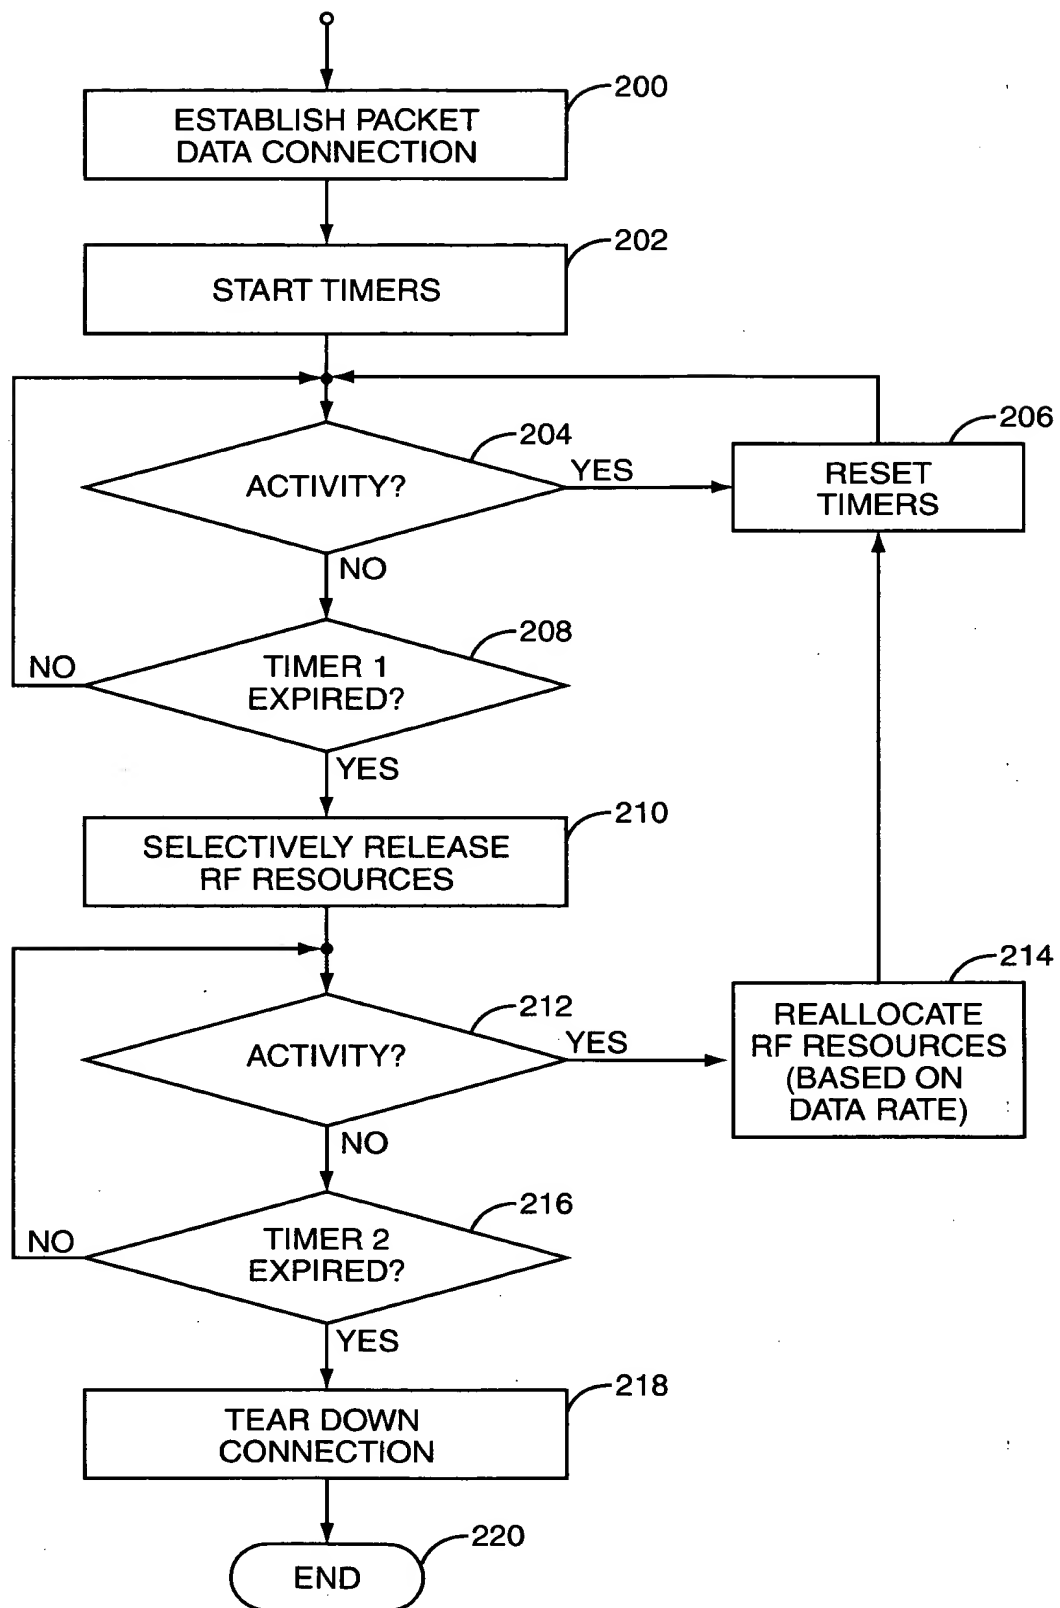 200
ESTABLISH PACKET
DATA CONNECTION
202
START TIMERS
204
ACTIVITY?
YES
206
RESET
TIMERS
NO
208
TIMER 1
EXPIRED?
NO
YES
210
SELECTIVELY RELEASE
RF RESOURCES
212
ACTIVITY?
YES
214
REALLOCATE
RF RESOURCES
(BASED ON
DATA RATE)
NO
216
TIMER 2
EXPIRED?
NO
YES
218
TEAR DOWN
CONNECTION
220
END